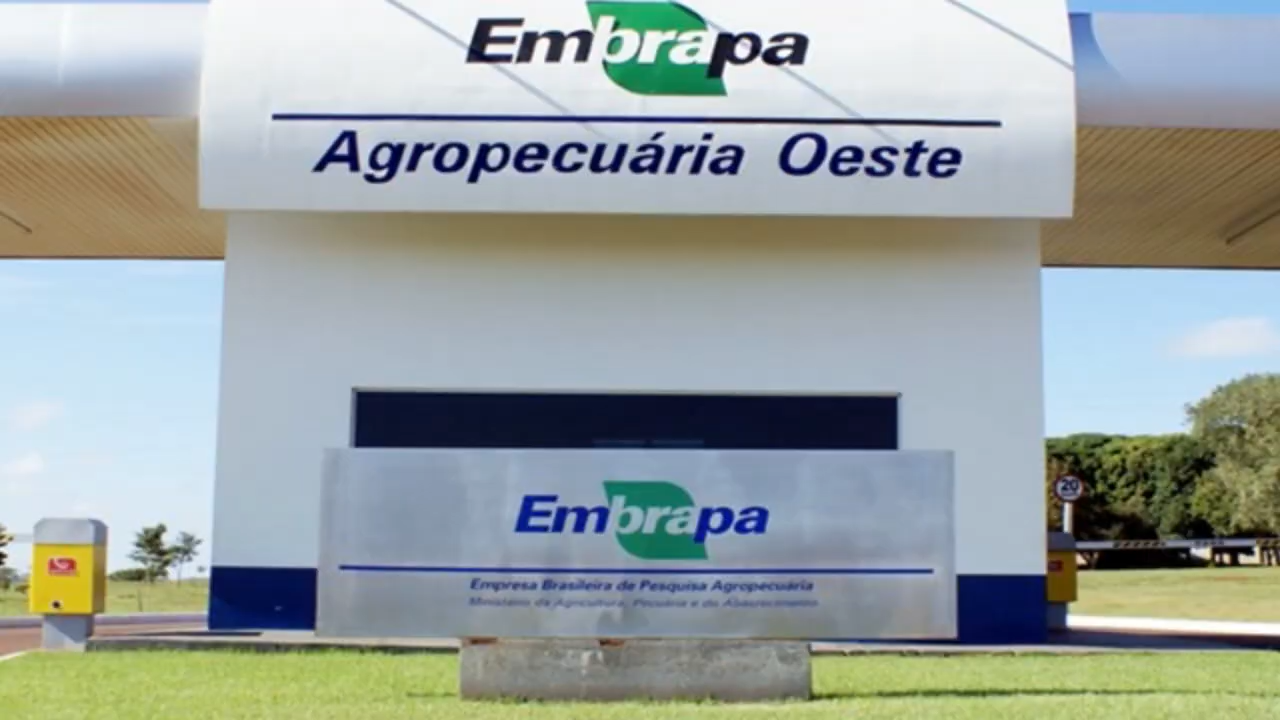 Embrapa
Agropecuária Oeste
Embrapa
Empresa Brasileira de Pesquisa Agropecuária
Ministério da Agricultura, Pecuária e do Abastecimento
20